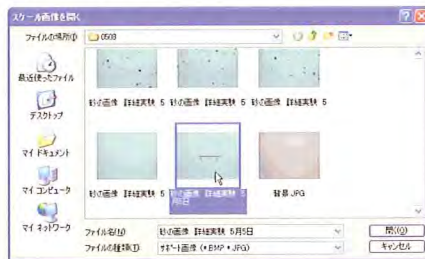 スケール画像を開く
ファイルの場所(I):
0503
最近使ったファイル
デスクトップ
マイ ドキュメント
マイ コンピュータ
マイ ネットワーク
砂の画像 詳細実験 5
砂の画像 詳細実験 5
砂の画像 詳細実験 5
砂の画像 詳細実験 5
砂の画像 詳細実験 5月5日
背景.JPG
ファイル名(N):
砂の画像 詳細実験 5月5日
開く(O)
ファイルの種類(T):
サポート画像 (*.BMP *.JPG)
キャンセル